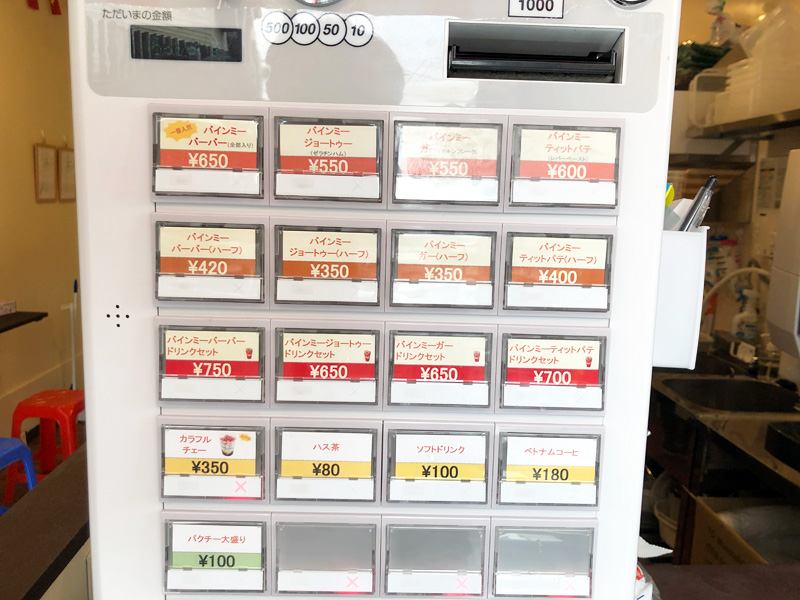 ただいまの金額
500 100 50 10
1000
一番人気
バインミー
バーバー(全部入り)
¥650
バインミー
ジョートゥー
(ゼラチンハム)
¥550
バインミー
¥550
バインミー
ティットパテ
(レバーペースト)
¥600
バインミー
バーバー(ハーフ)
¥420
バインミー
ジョートゥー(ハーフ)
¥350
バインミー
ガー(ハーフ)
¥350
バインミー
ティットパテ(ハーフ)
¥400
バインミーバーバー
ドリンクセット
¥750
バインミージョートゥー
ドリンクセット
¥650
バインミーガー
ドリンクセット
¥650
バインミーティットパテ
ドリンクセット
¥700
カラフル
チェー
¥350
ハス茶
¥80
ソフトドリンク
¥100
ベトナムコーヒ
¥180
パクチー大盛り
¥100